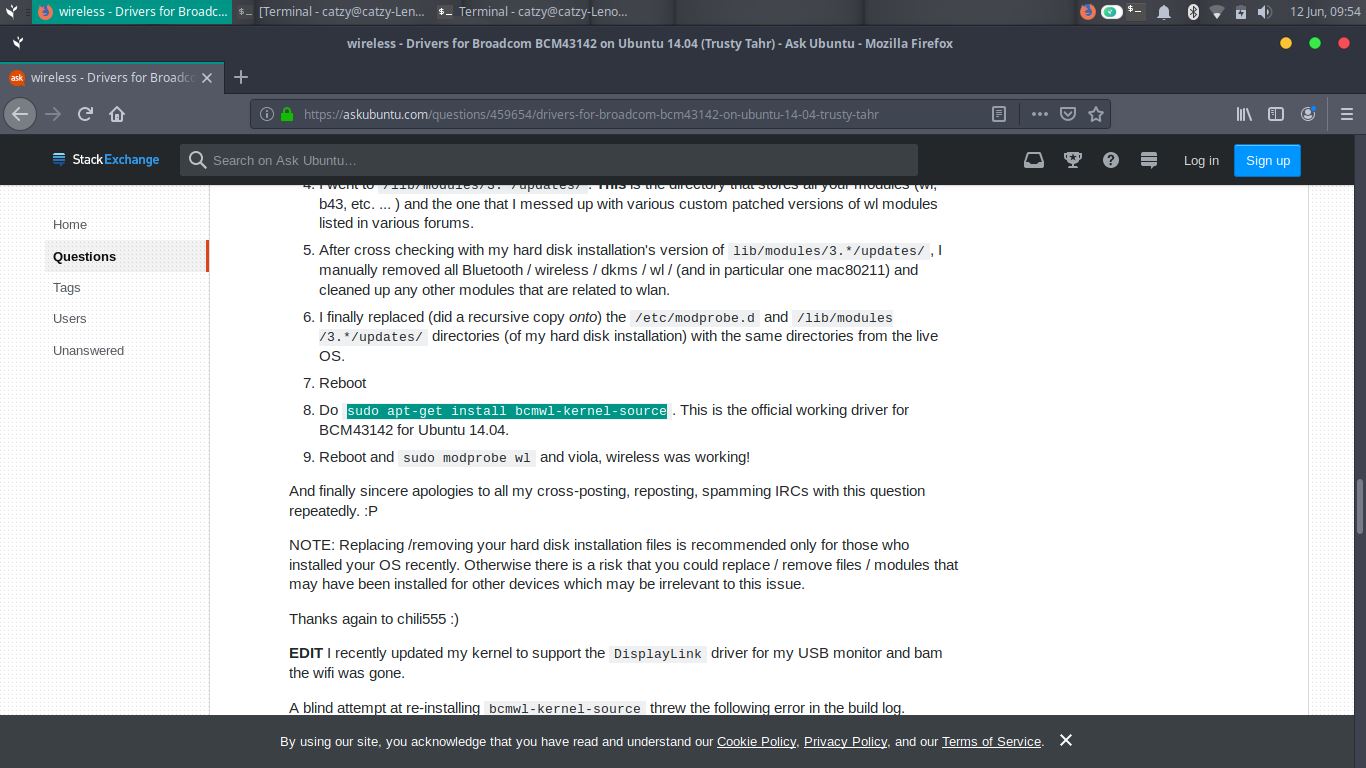 wireless - Drivers for Broadc...
[Terminal - catzy@catzy-Len...
Terminal - catzy@catzy-Leno...
12 Jun, 09:54
wireless - Drivers for Broadcom BCM43142 on Ubuntu 14.04 (Trusty Tahr) - Ask Ubuntu - Mozilla Firefox
ask wireless - Drivers for Broadco
https://askubuntu.com/questions/459654/drivers-for-broadcom-bcm43142-on-ubuntu-14-04-trusty-tahr
StackExchange
Search on Ask Ubuntu…
Log in
Sign up
Home
Questions
Tags
Users
Unanswered
4. I went to /lib/modules/3.*/updates/ . This is the directory that stores all your modules (wl,
b43, etc. ... ) and the one that I messed up with various custom patched versions of wl modules
listed in various forums.
5. After cross checking with my hard disk installation's version of lib/modules/3.*/updates/ , I
manually removed all Bluetooth / wireless / dkms / wl / (and in particular one mac80211) and
cleaned up any other modules that are related to wlan.
6. I finally replaced (did a recursive copy onto) the /etc/modprobe.d and /lib/modules
/3.*/updates/ directories (of my hard disk installation) with the same directories from the live
OS.
7. Reboot
8. Do sudo apt-get install bcmwl-kernel-source . This is the official working driver for
BCM43142 for Ubuntu 14.04.
9. Reboot and sudo modprobe wl and viola, wireless was working!
And finally sincere apologies to all my cross-posting, reposting, spamming IRCs with this question
repeatedly. :P
NOTE: Replacing /removing your hard disk installation files is recommended only for those who
installed your OS recently. Otherwise there is a risk that you could replace / remove files / modules that
may have been installed for other devices which may be irrelevant to this issue.
Thanks again to chili555 :)
EDIT I recently updated my kernel to support the DisplayLink driver for my USB monitor and bam
the wifi was gone.
A blind attempt at re-installing bcmwl-kernel-source threw the following error in the build log.
By using our site, you acknowledge that you have read and understand our Cookie Policy, Privacy Policy, and our Terms of Service.